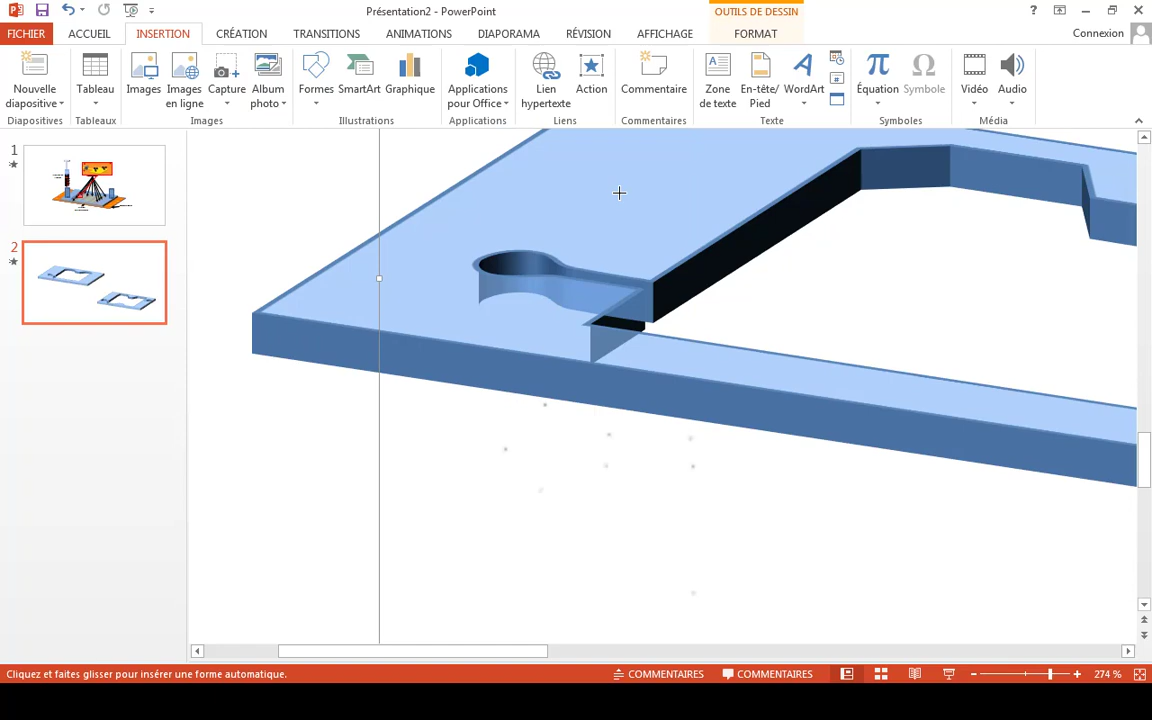 Présentation2 - PowerPoint
OUTILS DE DESSIN
FICHIER ACCUEIL INSERTION CRÉATION TRANSITIONS ANIMATIONS DIAPORAMA RÉVISION AFFICHAGE FORMAT Connexion
Nouvelle diapositive
Tableau
Images
Images en ligne
Capture
Album photo
Formes
SmartArt
Graphique
Applications pour Office
Lien hypertexte
Action
Commentaire
Zone de texte
En-tête/ Pied
WordArt
Équation
Symbole
Vidéo
Audio
Diapositives Tableaux Images Illustrations Applications Liens Commentaires Texte Symboles Média
1
2
Cliquez et faites glisser pour insérer une forme automatique. COMMENTAIRES COMMENTAIRES 274 %